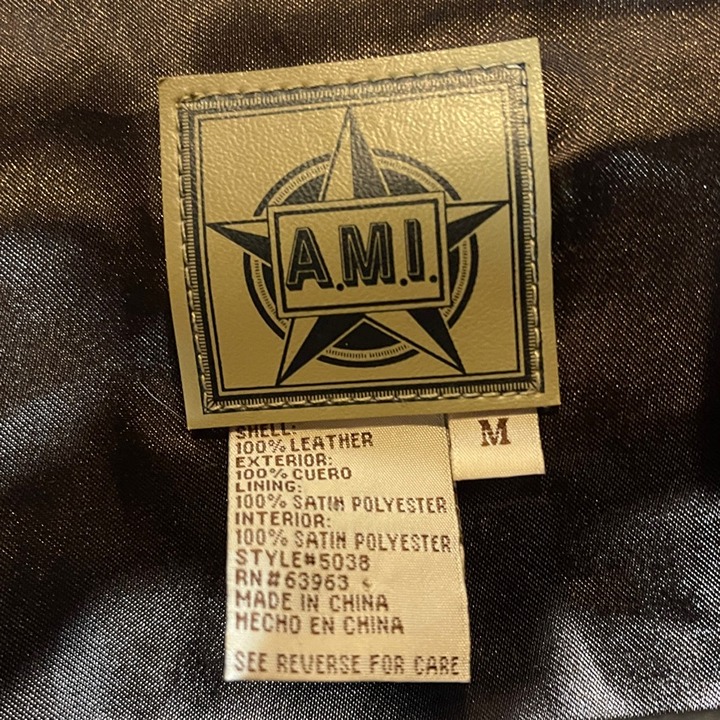 A.M.I.
M
SHELL:
100% LEATHER
EXTERIOR:
100% CUERO
LINING:
100% SATIN POLYESTER
INTERIOR:
100% SATIN POLYESTER
STYLE#5038
RN#63963
MADE IN CHINA
HECHO EN CHINA
SEE REVERSE FOR CARE